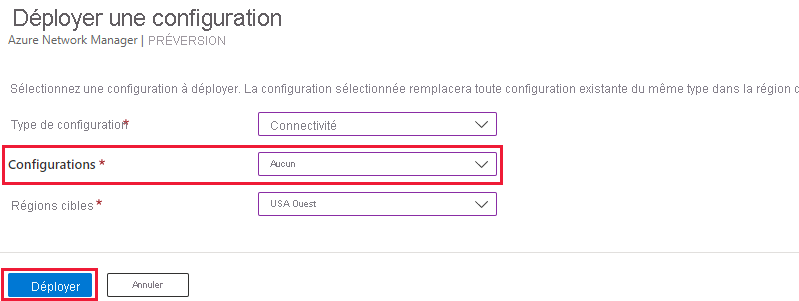 Déployer une configuration
Azure Network Manager | PRÉVERSION
Sélectionnez une configuration à déployer. La configuration sélectionnée remplacera toute configuration existante du même type dans la région c
Type de configuration* Connectivité
Configurations * Aucun
Régions cibles* USA Ouest
Déployer Annuler